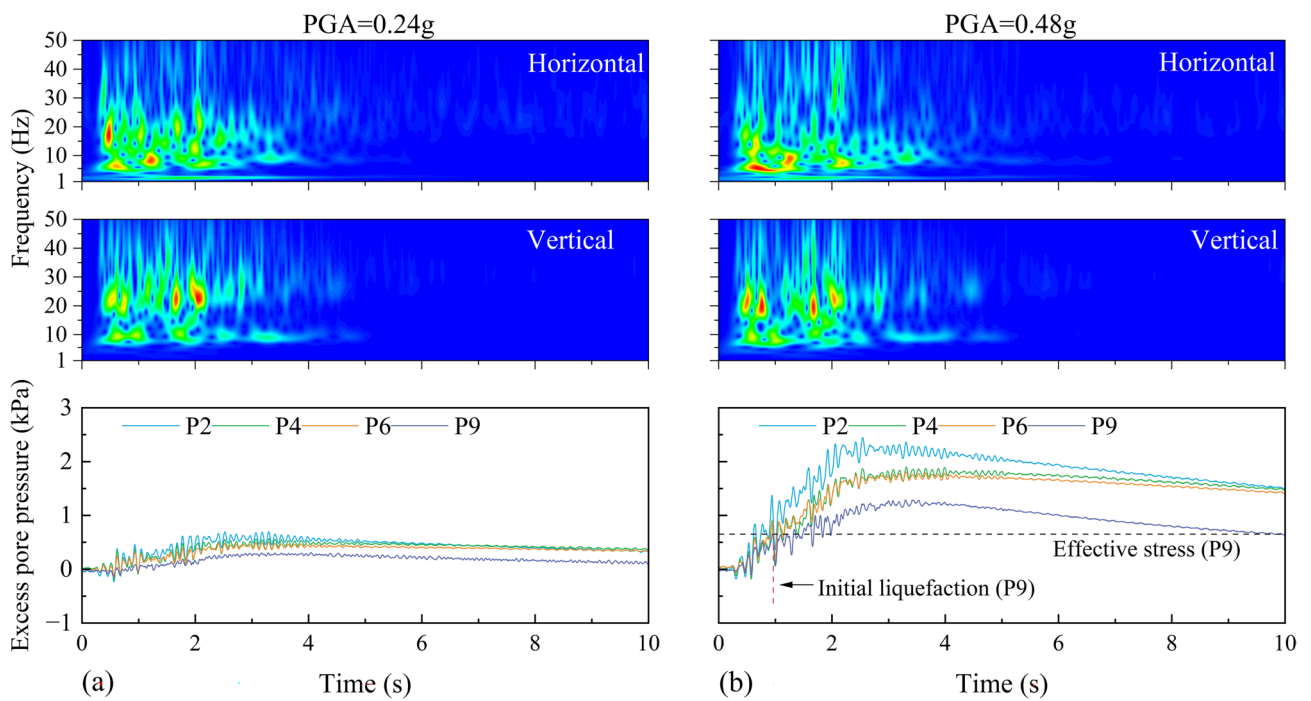 PGA=0.24g
PGA=0.48g
50
40
30
20
10
1
Horizontal
Horizontal
Frequency (Hz)
50
40
30
20
10
1
Vertical
Vertical
Excess pore pressure (kPa)
3
2
1
0
−1
P2 P4 P6 P9
P2 P4 P6 P9
Effective stress (P9)
Initial liquefaction (P9)
0 2 4 6 8 10
0 2 4 6 8 10
(a) Time (s)
(b) Time (s)